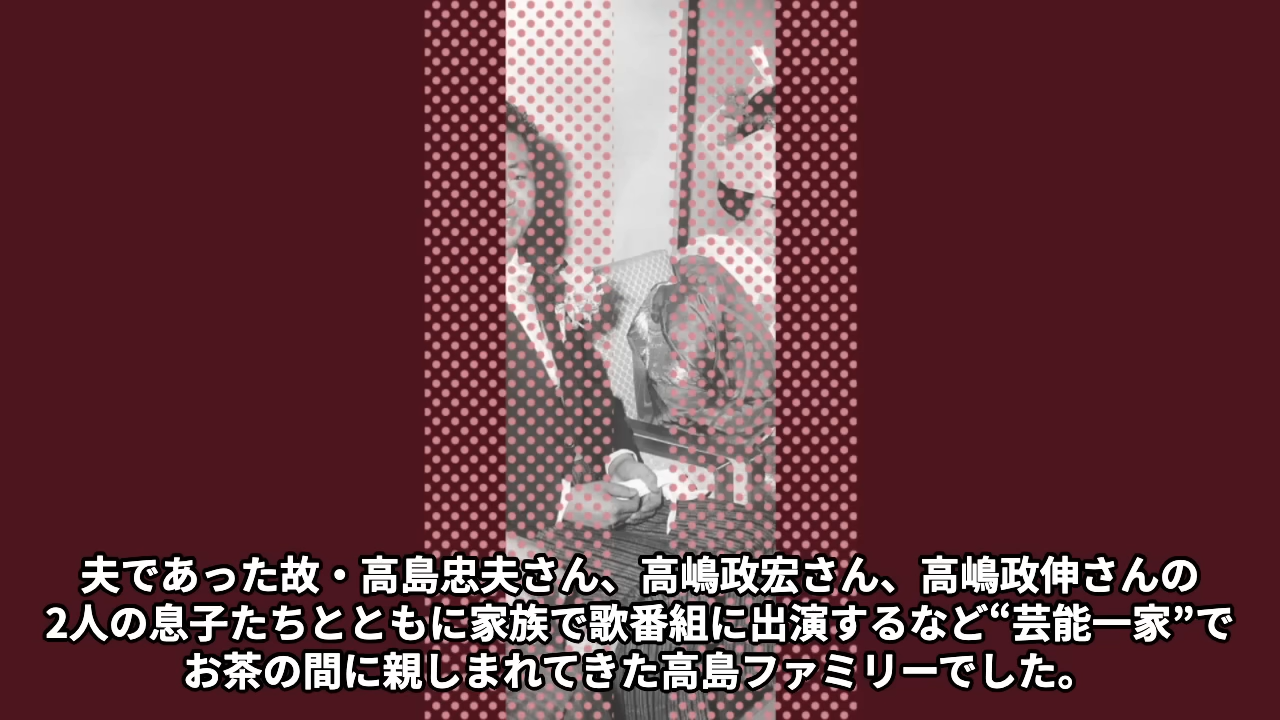 夫であった故・高島忠夫さん、高嶋政宏さん、高嶋政伸さんの
2人の息子たちとともに家族で歌番組に出演するなど“芸能一家”で
お茶の間に親しまれてきた高島ファミリーでした。